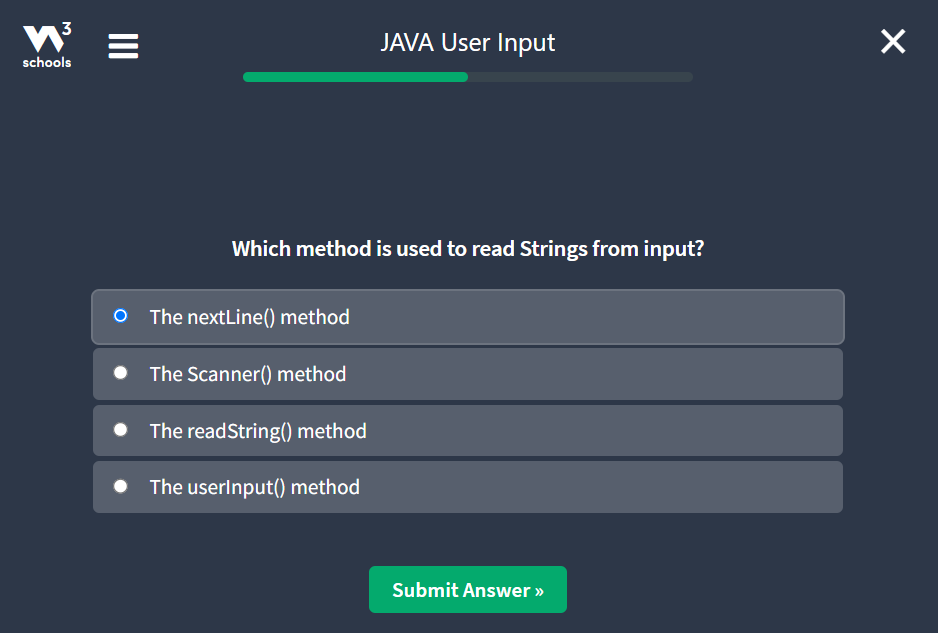 3
schools
JAVA User Input
Which method is used to read Strings from input?
The nextLine() method
The Scanner() method
The readString() method
The userInput() method
Submit Answer »